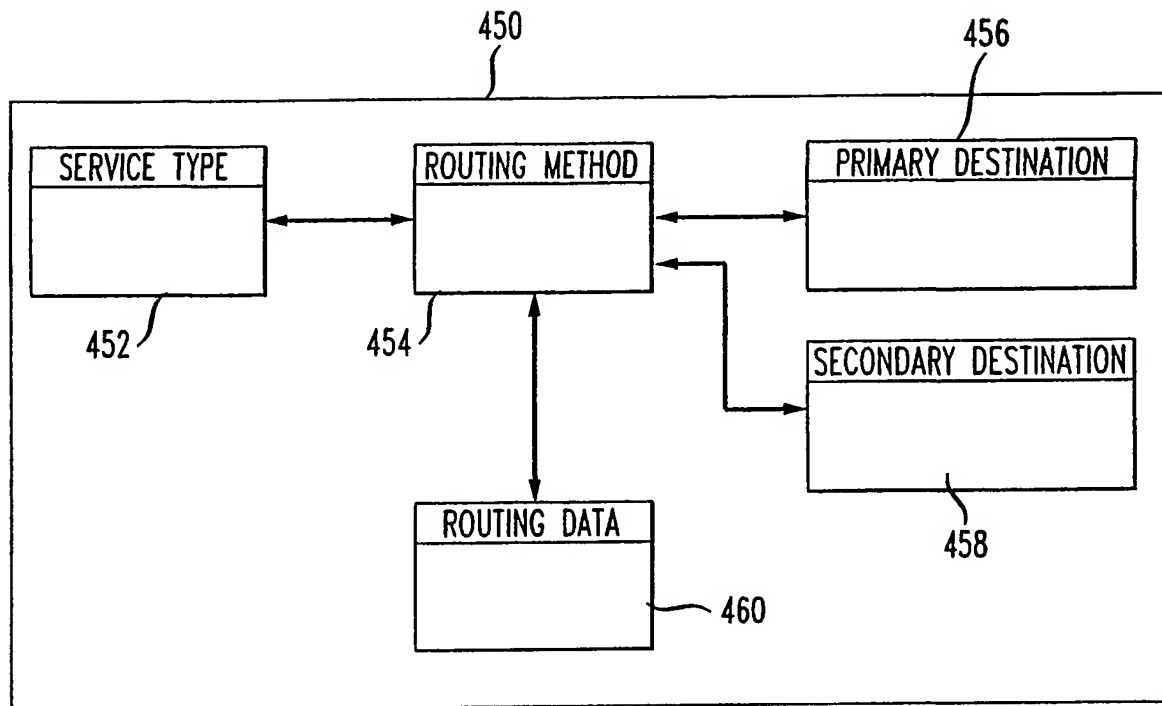 450
456
SERVICE TYPE
ROUTING METHOD
PRIMARY DESTINATION
452
454
SECONDARY DESTINATION
458
ROUTING DATA
460